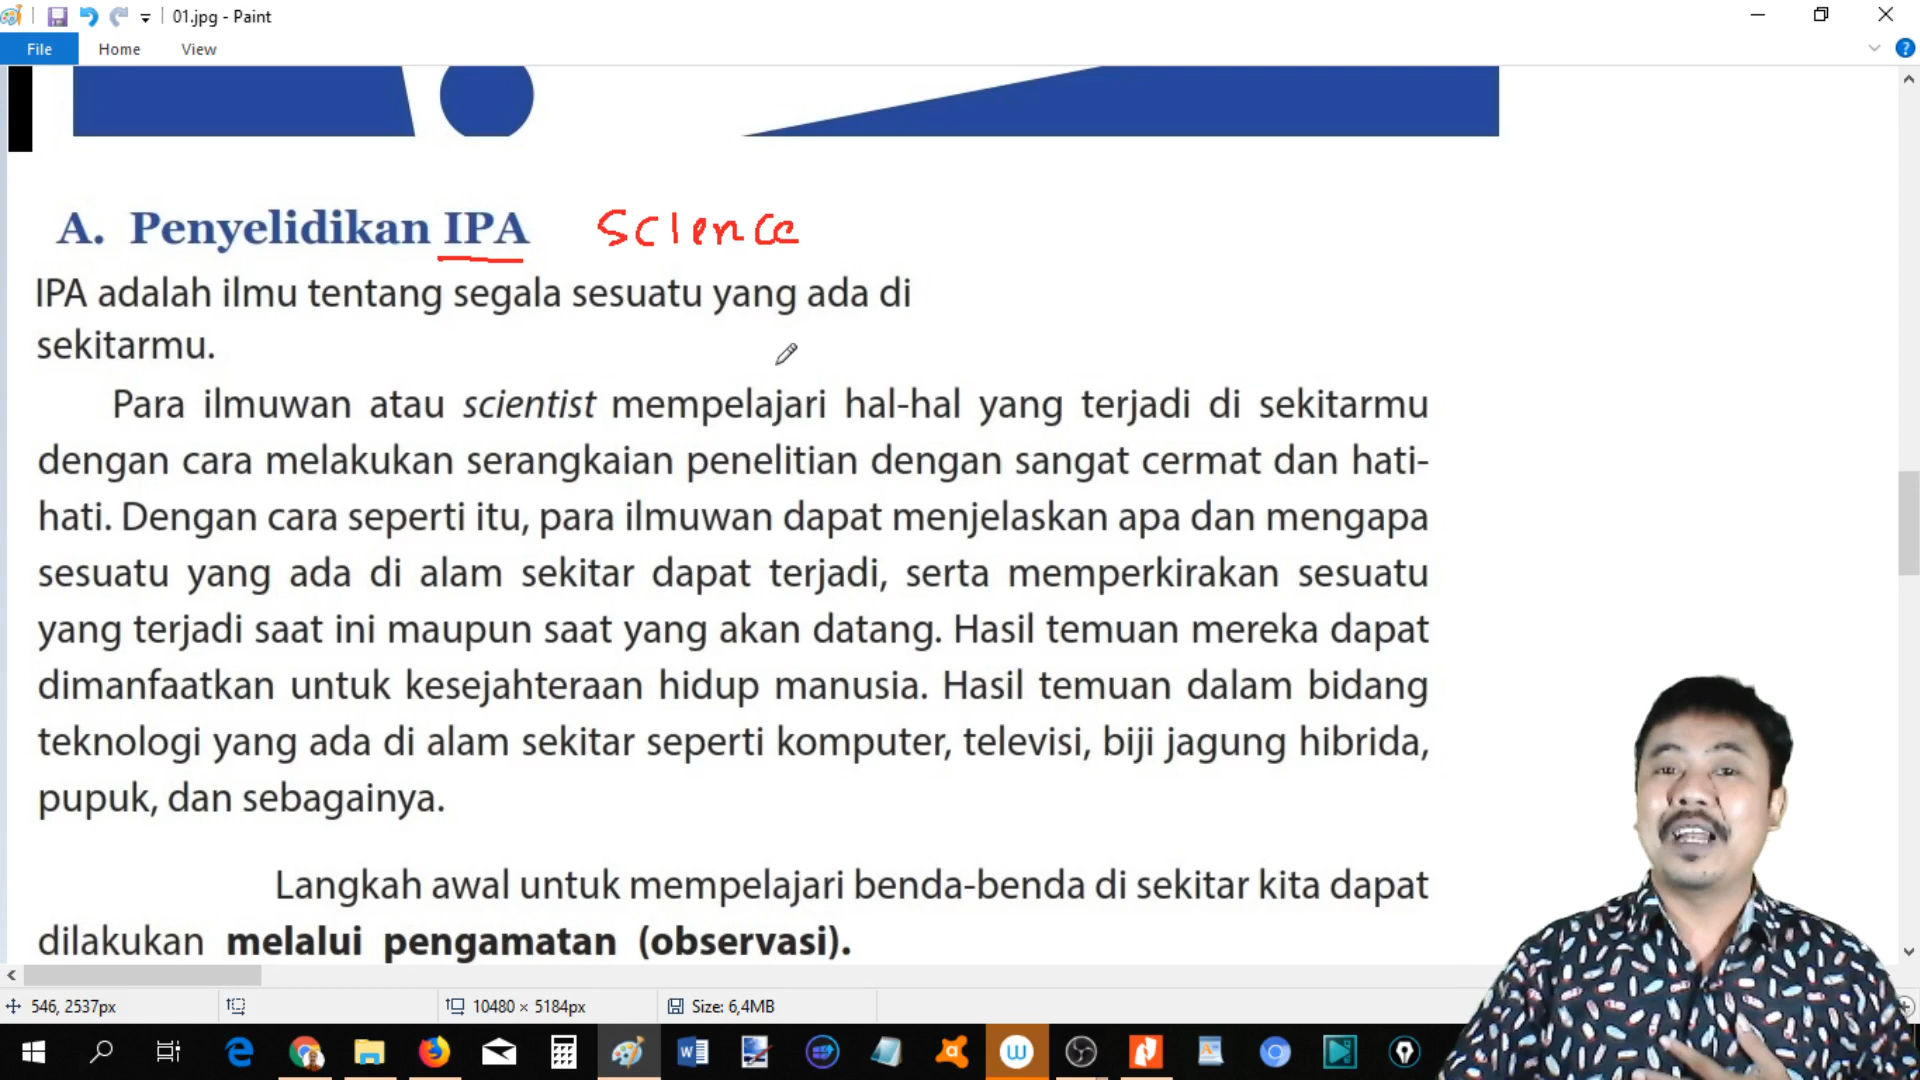 01.jpg - Paint
File Home View
A. Penyelidikan IPA Science
IPA adalah ilmu tentang segala sesuatu yang ada di
sekitarmu.
Para ilmuwan atau scientist mempelajari hal-hal yang terjadi di sekitarmu
dengan cara melakukan serangkaian penelitian dengan sangat cermat dan hati-
hati. Dengan cara seperti itu, para ilmuwan dapat menjelaskan apa dan mengapa
sesuatu yang ada di alam sekitar dapat terjadi, serta memperkirakan sesuatu
yang terjadi saat ini maupun saat yang akan datang. Hasil temuan mereka dapat
dimanfaatkan untuk kesejahteraan hidup manusia. Hasil temuan dalam bidang
teknologi yang ada di alam sekitar seperti komputer, televisi, biji jagung hibrida,
pupuk, dan sebagainya.
Langkah awal untuk mempelajari benda-benda di sekitar kita dapat
dilakukan melalui pengamatan (observasi).
546, 2537px 10480 × 5184px Size: 6,4MB